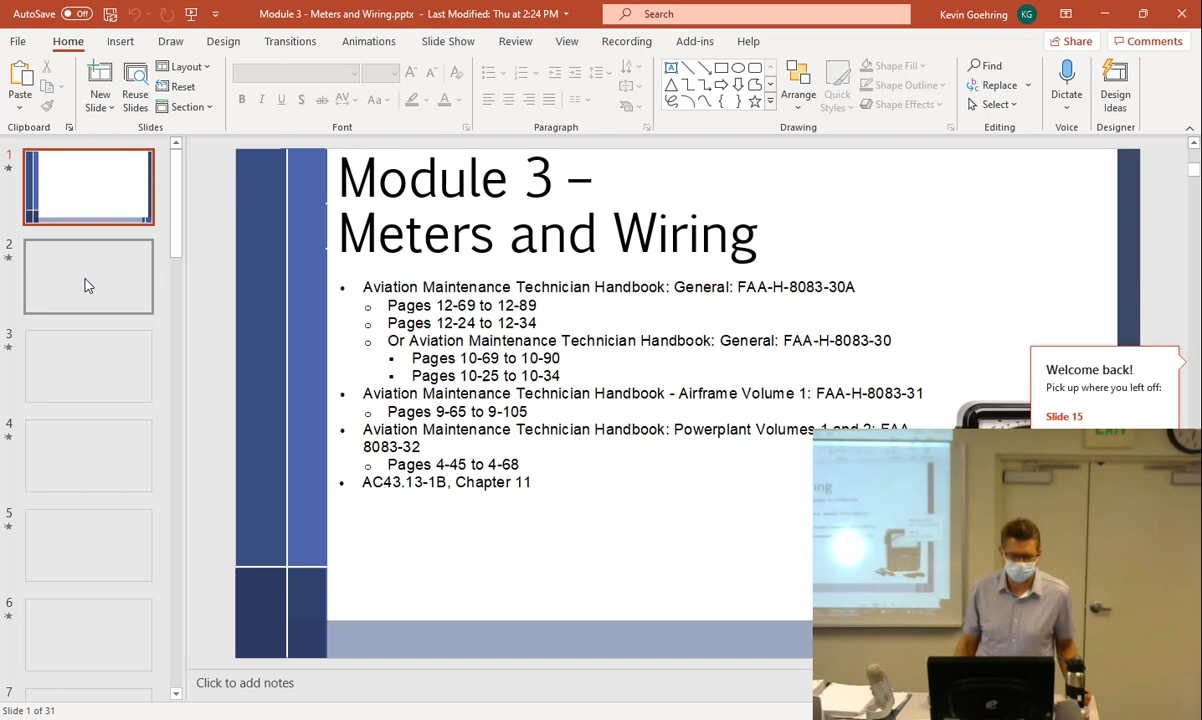 AutoSave Off Module 3 - Meters and Wiring.pptx - Last Modified: Thu at 2:24 PM Search Kevin Goehring KG
File Home Insert Draw Design Transitions Animations Slide Show Review View Recording Add-ins Help Share Comments
Paste
New Slide
Reuse Slides
Layout
Reset
Section
B I U S ab AV Aa A
A A A
Arrange
Quick Styles
Shape Fill
Shape Outline
Shape Effects
Find
Replace
Select
Dictate
Design Ideas
Clipboard Slides Font Paragraph Drawing Editing Voice Designer
1
2
3
4
5
6
7
Module 3 –
Meters and Wiring
• Aviation Maintenance Technician Handbook: General: FAA-H-8083-30A
o Pages 12-69 to 12-89
o Pages 12-24 to 12-34
o Or Aviation Maintenance Technician Handbook: General: FAA-H-8083-30
▪ Pages 10-69 to 10-90
▪ Pages 10-25 to 10-34
• Aviation Maintenance Technician Handbook - Airframe Volume 1: FAA-H-8083-31
o Pages 9-65 to 9-105
• Aviation Maintenance Technician Handbook: Powerplant Volumes 1 and 2: FAA-
8083-32
o Pages 4-45 to 4-68
• AC43.13-1B, Chapter 11
Welcome back!
Pick up where you left off:
Slide 15
EXIT
Click to add notes
Slide 1 of 31